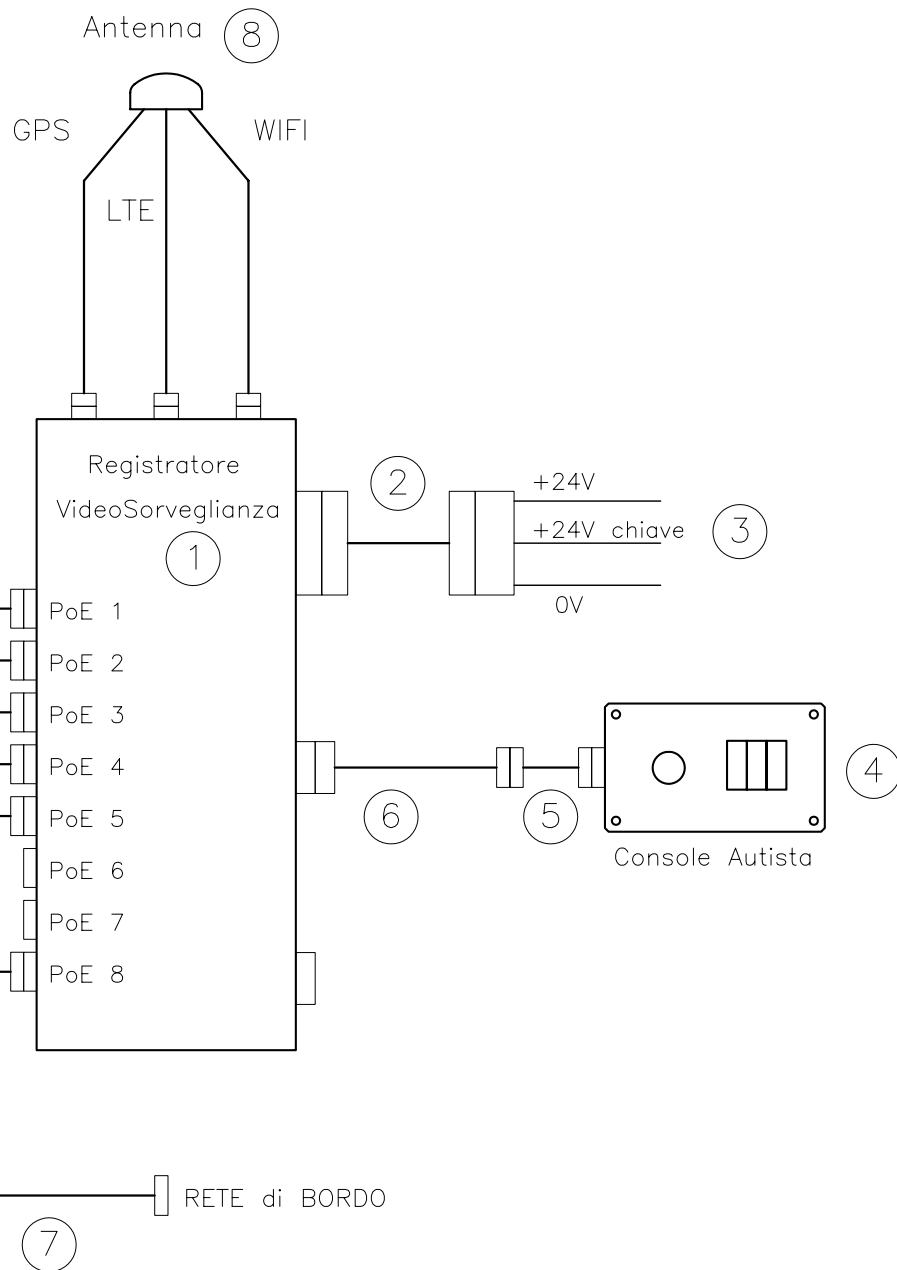 Antenna 8
GPS WIFI
LTE
Registratore
VideoSorveglianza
1
2
+24V
+24V chiave
0V
3
PoE 1
PoE 2
PoE 3
PoE 4
PoE 5
PoE 6
PoE 7
PoE 8
6
5
4
Console Autista
RETE di BORDO
7